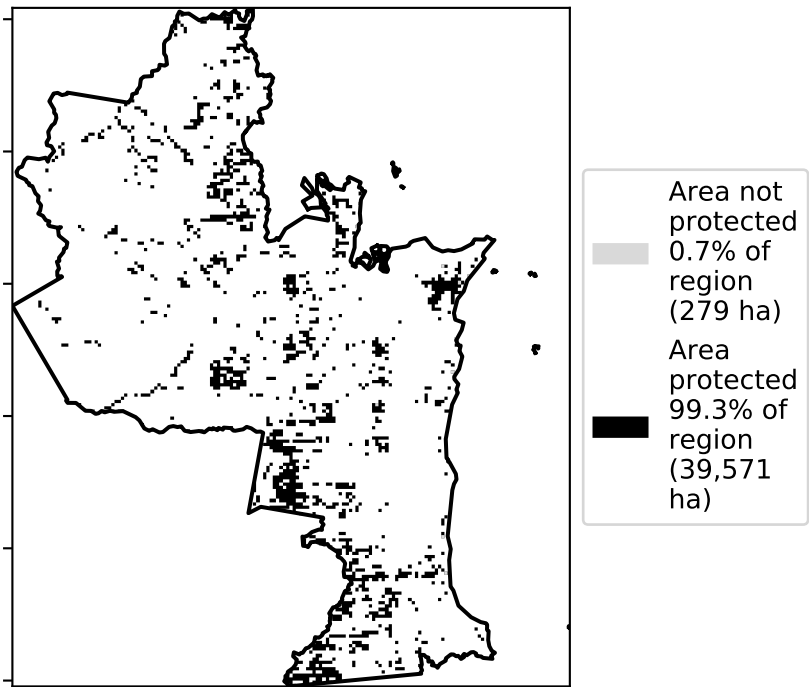 Area not
protected
0.7% of
region
(279 ha)
Area
protected
99.3% of
region
(39,571
ha)